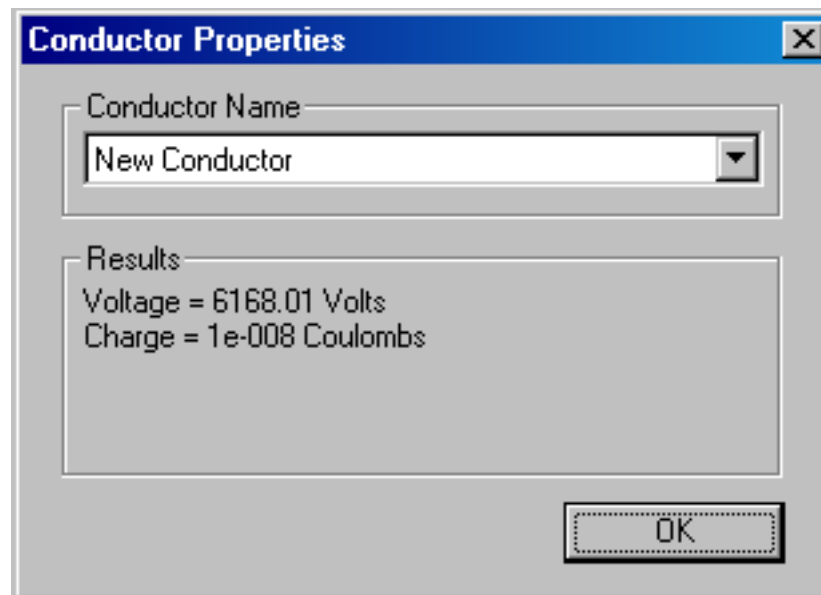 Conductor Properties
Conductor Name
New Conductor
Results
Voltage = 6168.01 Volts
Charge = 1e-008 Coulombs
OK